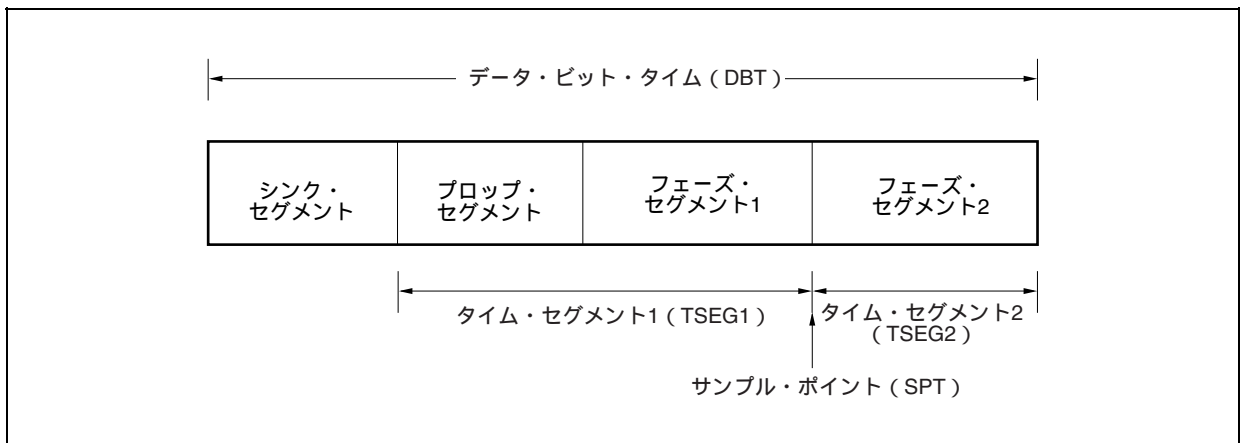 データ・ビット・タイム（DBT）
シンク・
セグメント
プロップ・
セグメント
フェーズ・
セグメント1
フェーズ・
セグメント2
タイム・セグメント1（TSEG1）
タイム・セグメント2
（TSEG2）
サンプル・ポイント（SPT）